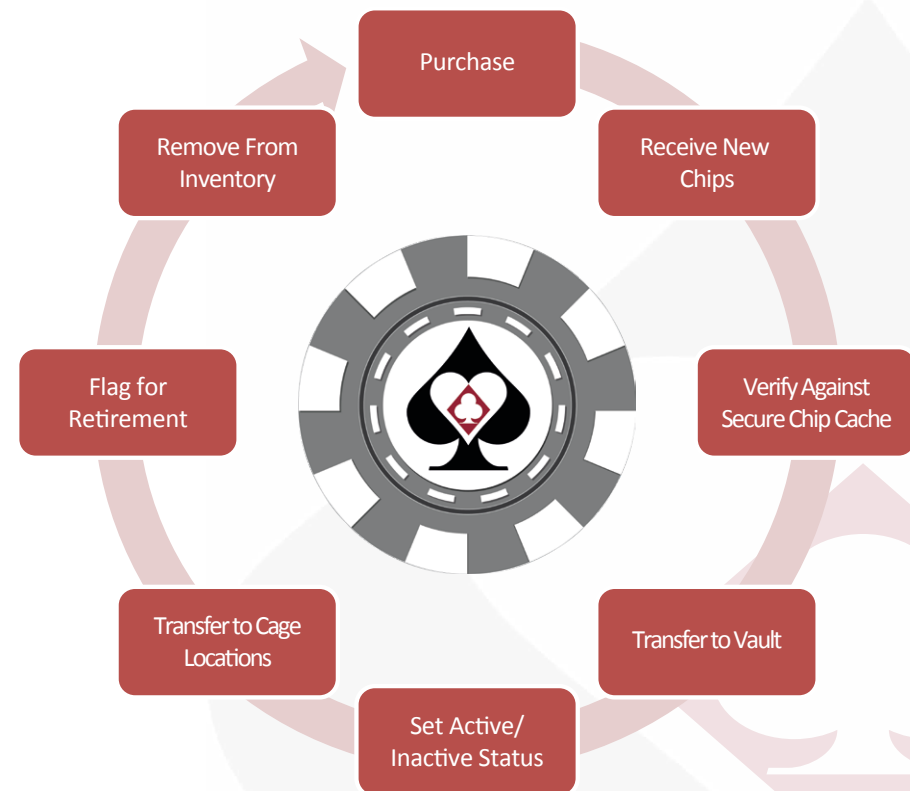 Purchase
Receive New
Chips
Verify Against
Secure Chip Cache
Transfer to Vault
Set Active/
Inactive Status
Transfer to Cage
Locations
Flag for
Retirement
Remove From
Inventory